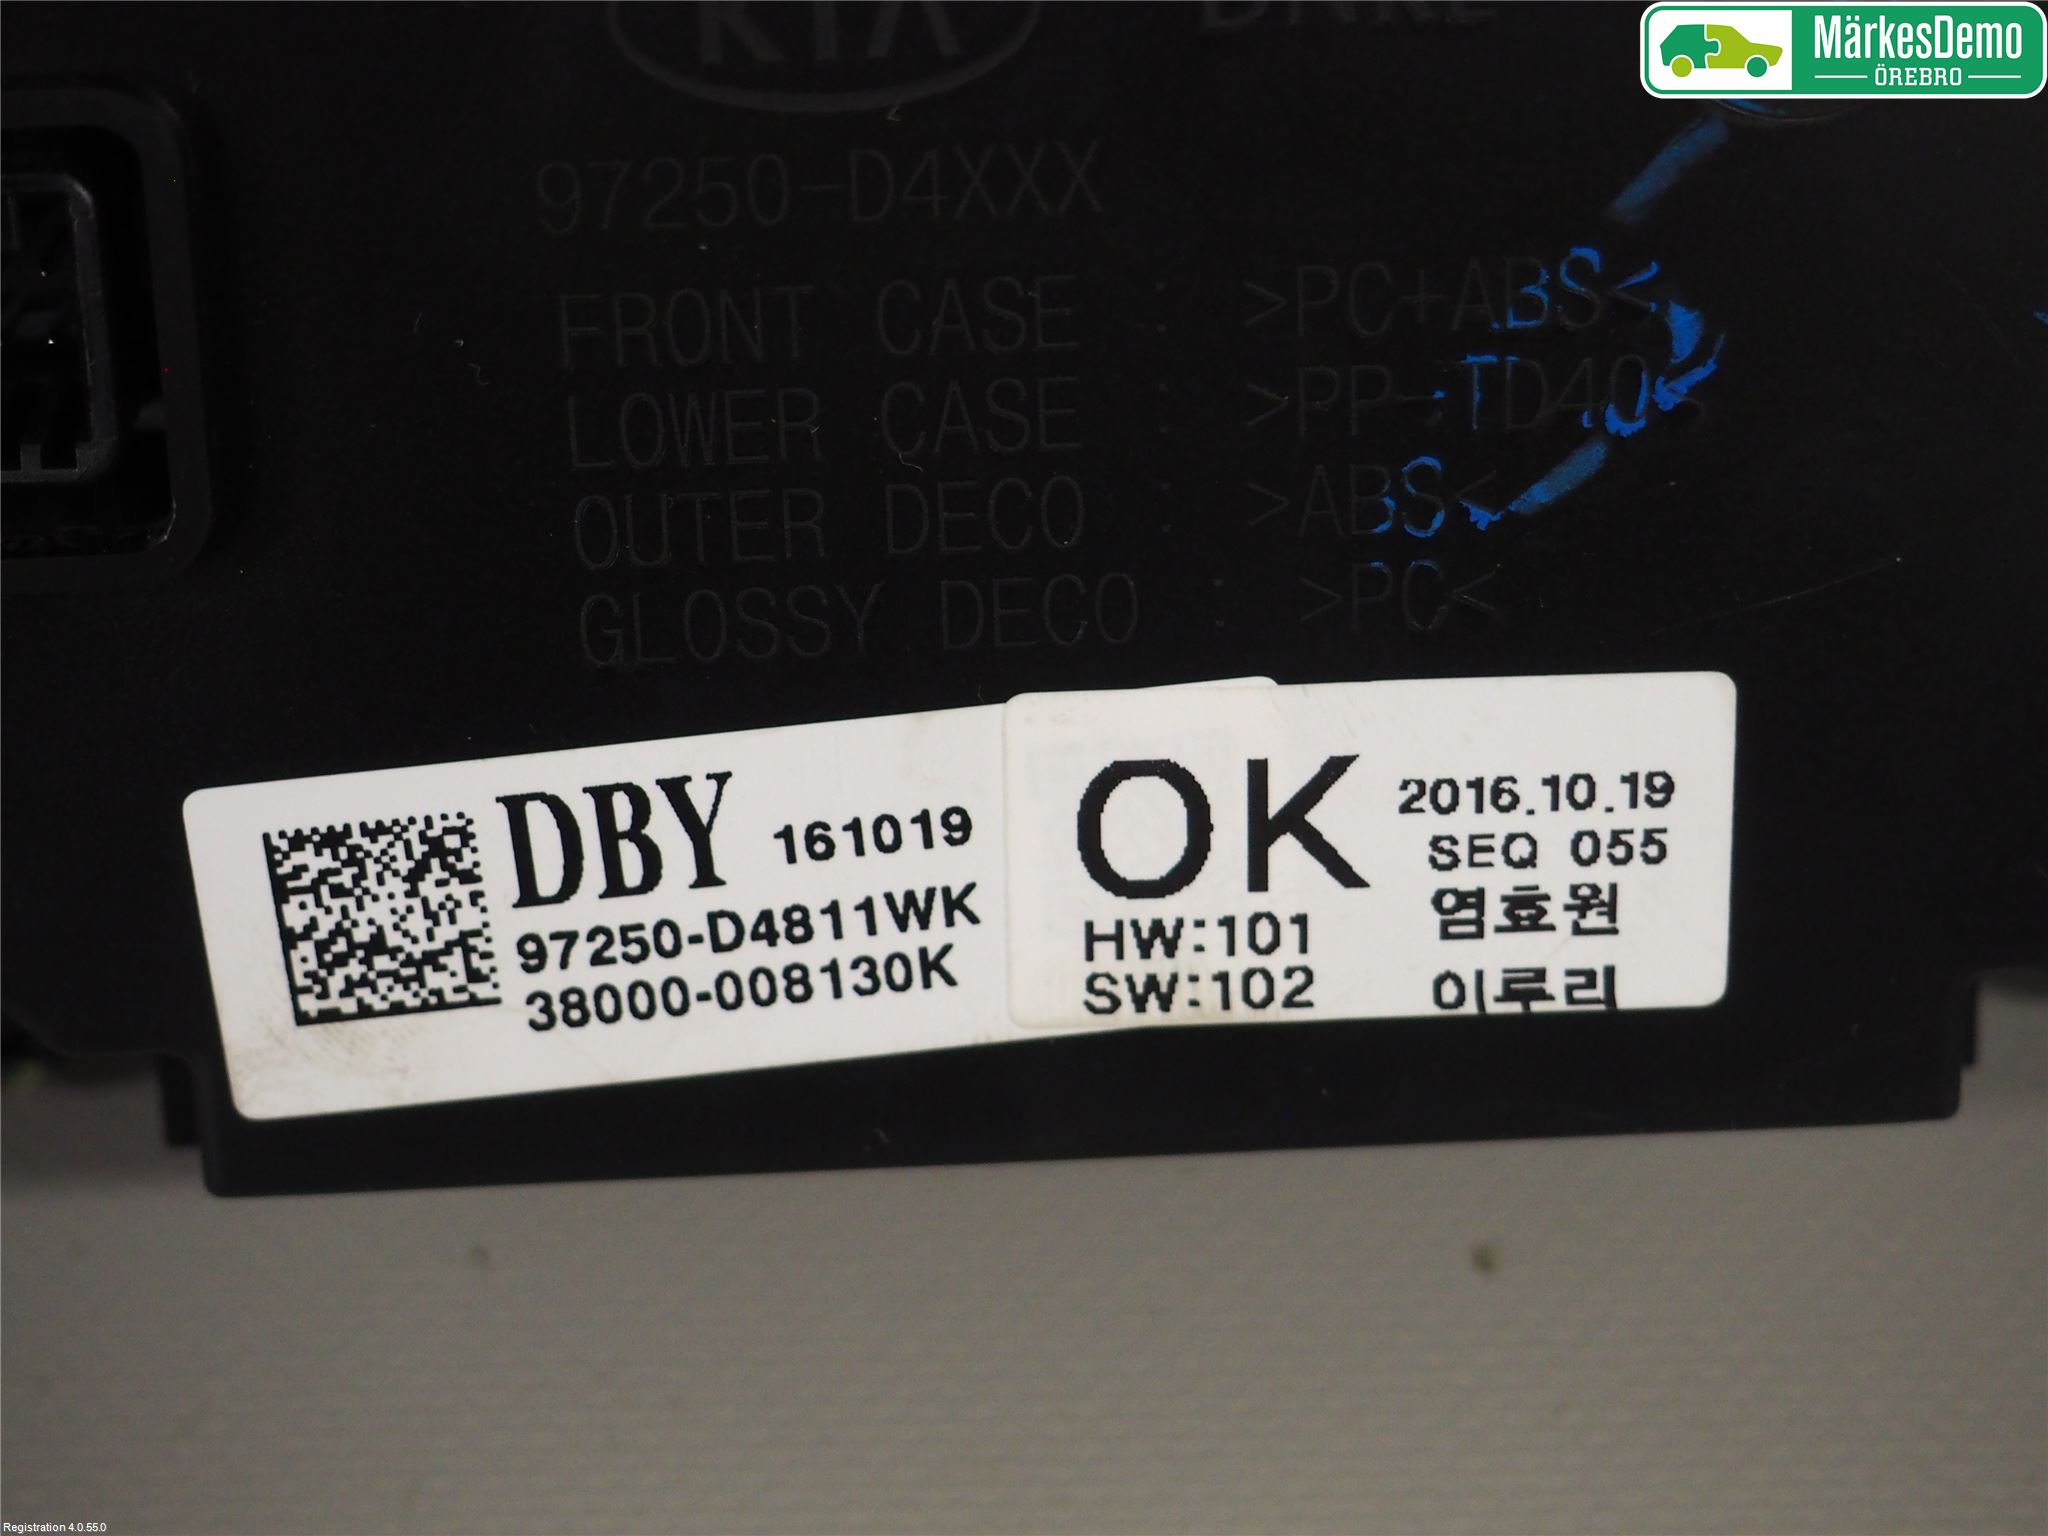 KIA
MärkesDemo
ÖREBRO
97250-D4XXX
FRONT CASE : >PC+ABS<
LOWER CASE : >PP-TD40<
OUTER DECO : >ABS<
GLOSSY DECO : >PC<
DBY 161019
97250-D4811WK
38000-008130K
OK 2016.10.19
SEQ 055
HW:101 염효원
SW:102 이루리
Registration 4.0.55.0